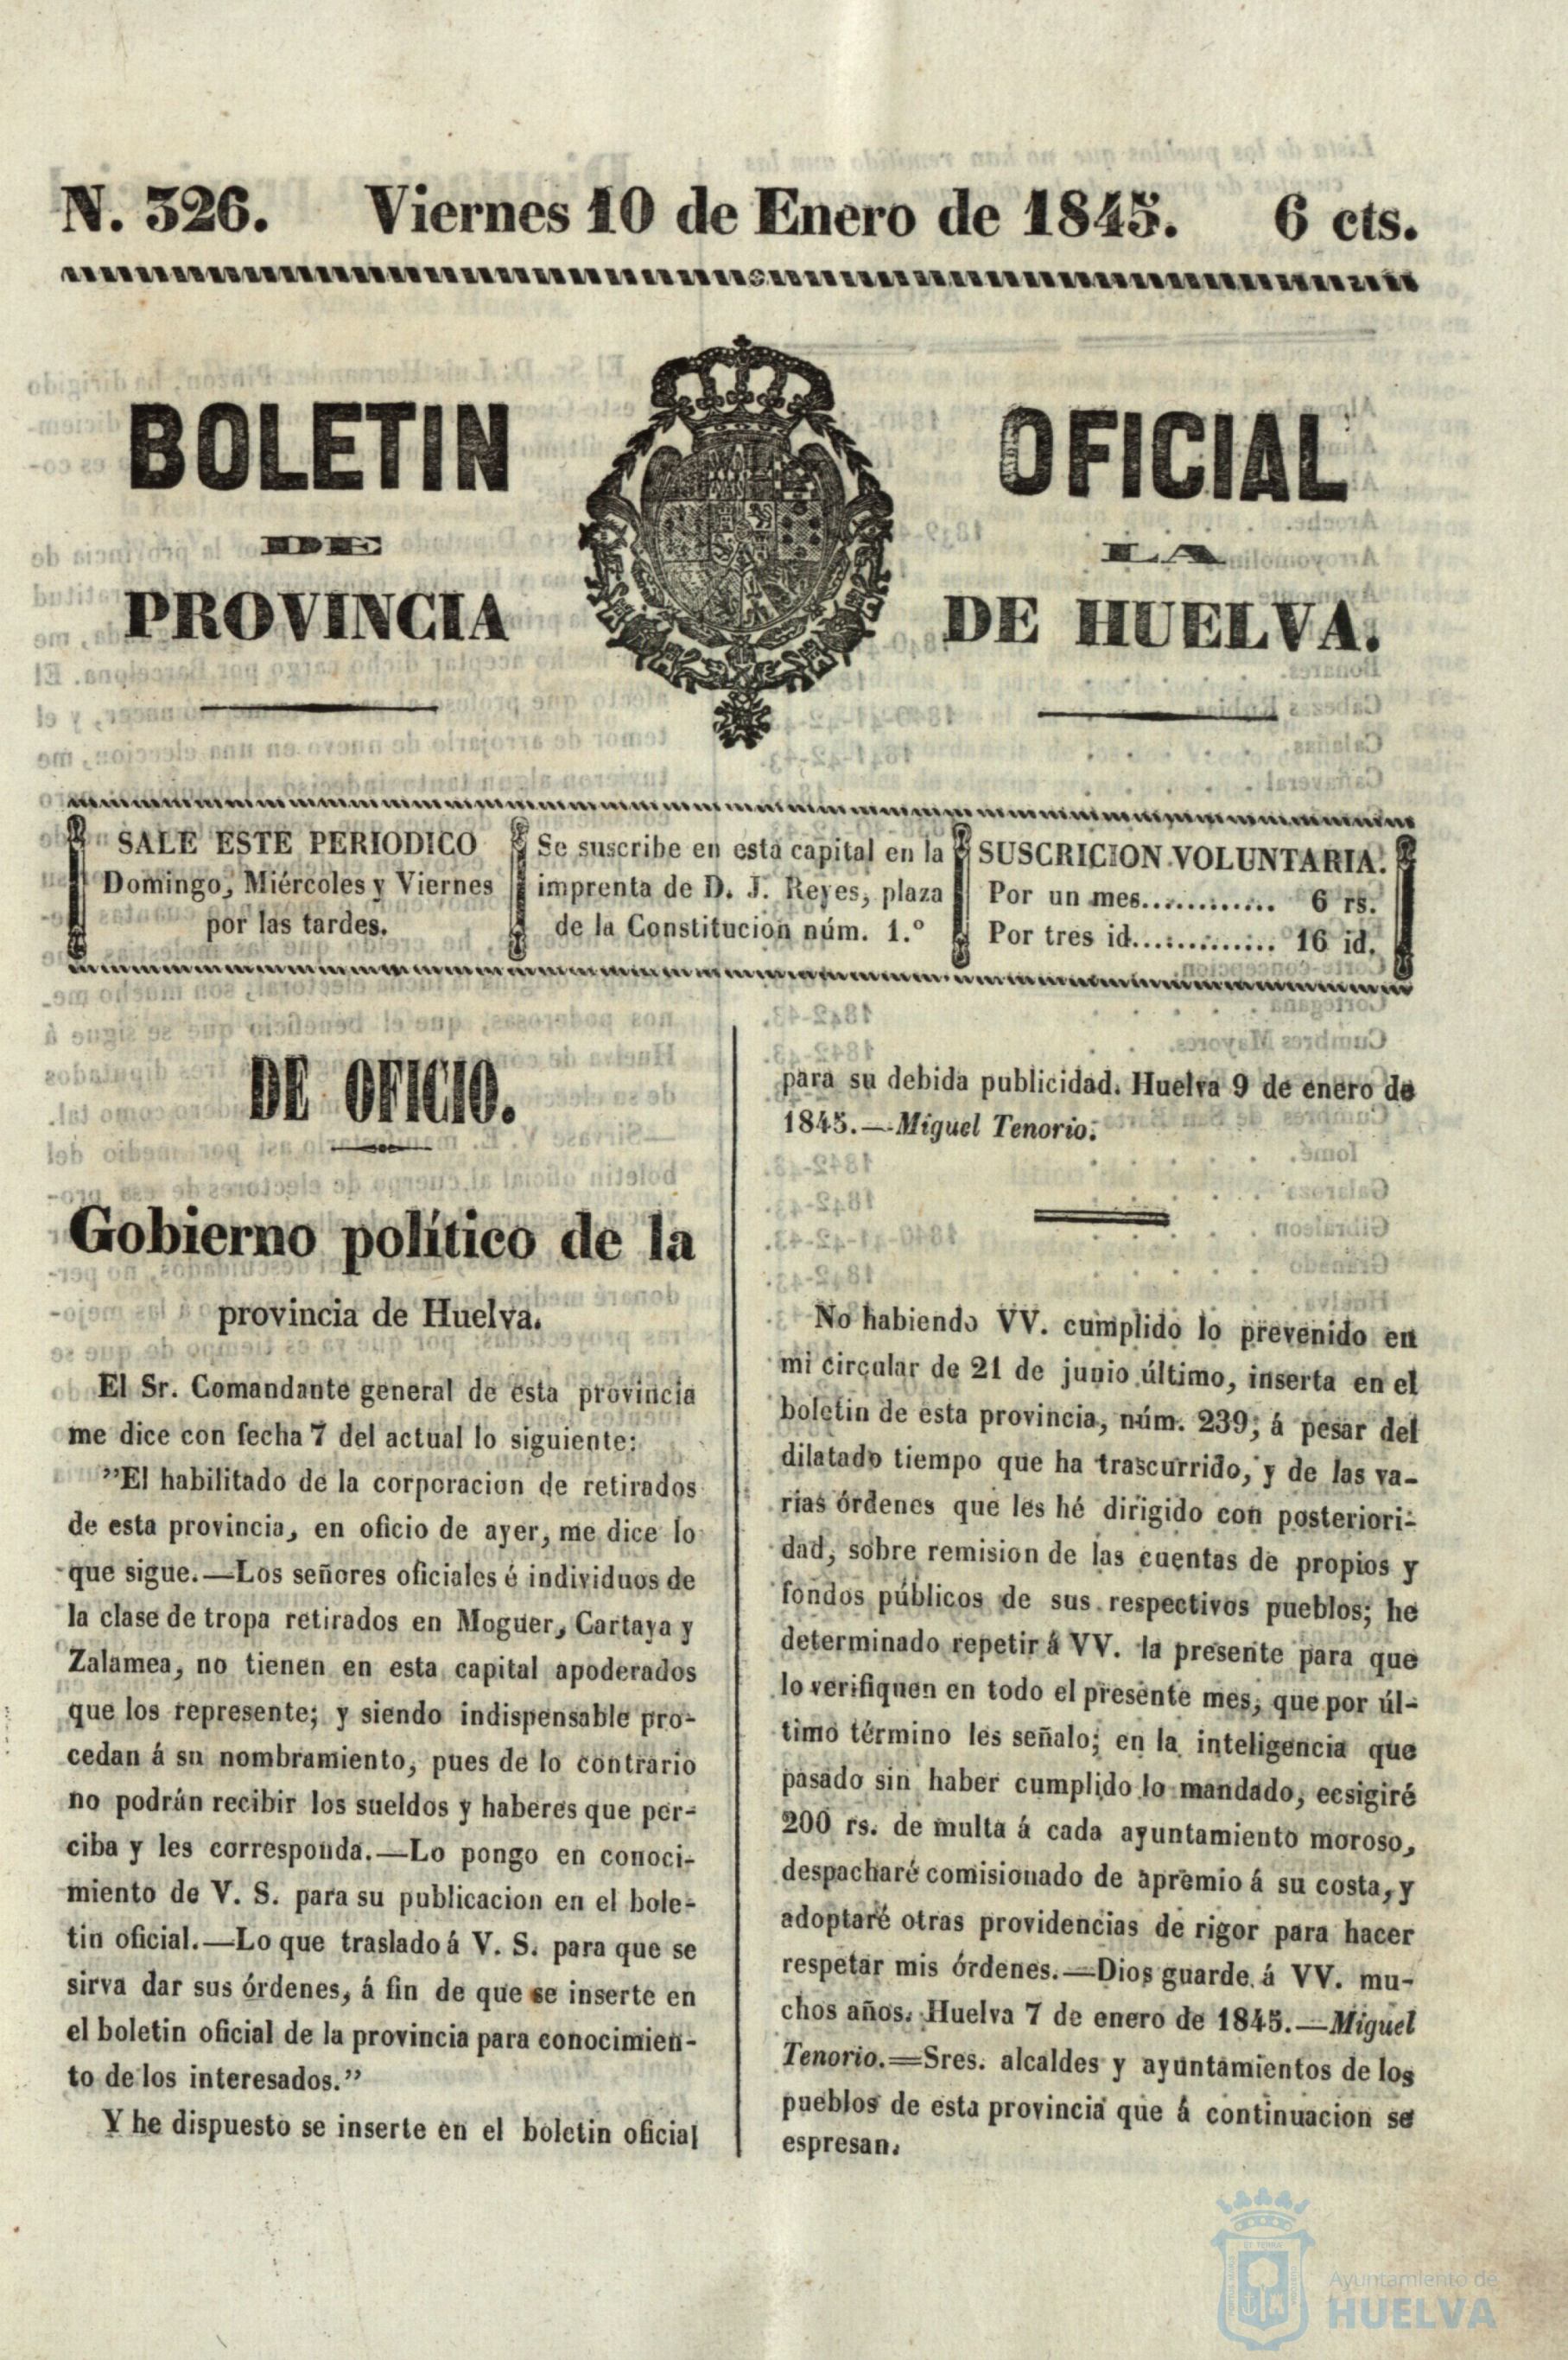 N. 326. Viernes 10 de Enero de 1845. 6 cts.
BOLETIN OFICIAL
DE LA
PROVINCIA DE HUELVA.
SALE ESTE PERIODICO
Domingo, Miércoles y Viernes
por las tardes.
Se suscribe en esta capital en la
imprenta de D. J. Reyes, plaza
de la Constitucion núm. 1.º
SUSCRICION VOLUNTARIA.
Por un mes............ 6 rs.
Por tres id............. 16 id.
DE OFICIO.
Gobierno político de la
provincia de Huelva.
El Sr. Comandante general de esta provincia
me dice con fecha 7 del actual lo siguiente:
"El habilitado de la corporacion de retirados
de esta provincia, en oficio de ayer, me dice lo
que sigue.—Los señores oficiales é individuos de
la clase de tropa retirados en Moguer, Cartaya y
Zalamea, no tienen en esta capital apoderados
que los represente; y siendo indispensable pro-
cedan á su nombramiento, pues de lo contrario
no podrán recibir los sueldos y haberes que per-
ciba y les corresponda.—Lo pongo en conoci-
miento de V. S. para su publicacion en el bole-
tin oficial.—Lo que traslado á V. S. para que se
sirva dar sus órdenes, á fin de que se inserte en
el boletin oficial de la provincia para conocimien-
to de los interesados."
Y he dispuesto se inserte en el boletin oficial
para su debida publicidad. Huelva 9 de enero de
1845.—Miguel Tenorio.
No habiendo VV. cumplido lo prevenido en
mi circular de 21 de junio último, inserta en el
boletin de esta provincia, núm. 239; á pesar del
dilatado tiempo que ha trascurrido, y de las va-
rias órdenes que les hé dirigido con posteriori-
dad, sobre remision de las cuentas de propios y
fondos públicos de sus respectivos pueblos; he
determinado repetir á VV. la presente para que
lo verifiquen en todo el presente mes, que por úl-
timo término les señalo; en la inteligencia que
pasado sin haber cumplido lo mandado, ecsigiré
200 rs. de multa á cada ayuntamiento moroso,
despacharé comisionado de apremio á su costa, y
adoptaré otras providencias de rigor para hacer
respetar mis órdenes.—Dios guarde á VV. mu-
chos años. Huelva 7 de enero de 1845.—Miguel
Tenorio.=Sres. alcaldes y ayuntamientos de los
pueblos de esta provincia que á continuacion se
espresan.
Ayuntamiento de
HUELVA